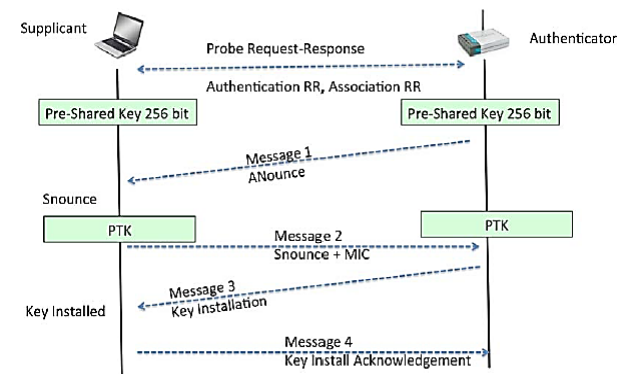 Supplicant
Authenticator
Probe Request-Response
Authentication RR, Association RR
Pre-Shared Key 256 bit
Pre-Shared Key 256 bit
Message 1
ANounce
Snounce
PTK
PTK
Message 2
Snounce + MIC
Message 3
Key Installation
Key Installed
Message 4
Key Install Acknowledgement